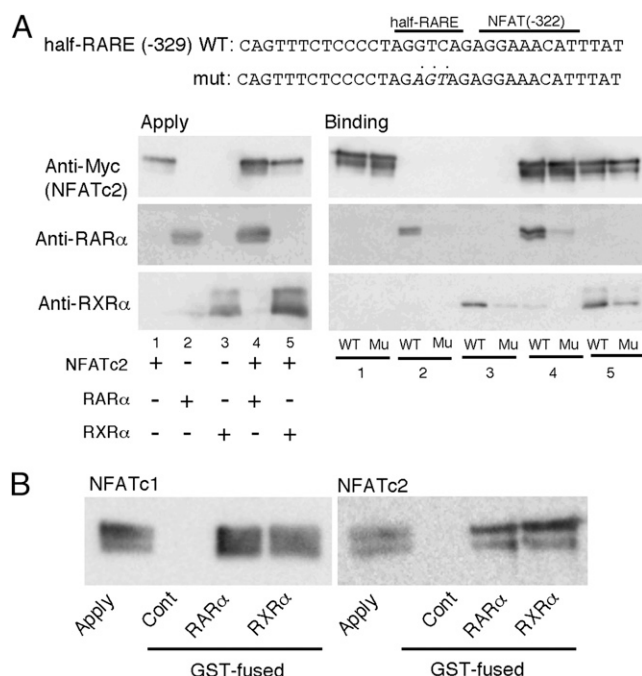 A
half-RARE NFAT(-322)
half-RARE (-329) WT: CAGTTTCTCCCCTAGGTCAGAGGAAACATTTAT
mut: CAGTTTCTCCCCTAGAGTAGAGGAAACATTTAT
Apply Binding
Anti-Myc
(NFATc2)
Anti-RARα
Anti-RXRα
1 2 3 4 5
WT Mu WT Mu WT Mu WT Mu WT Mu
1 2 3 4 5
NFATc2 + - - + +
RARα - + - + -
RXRα - - + - +
B
NFATc1 NFATc2
Apply Cont RARα RXRα Apply Cont RARα RXRα
GST-fused GST-fused